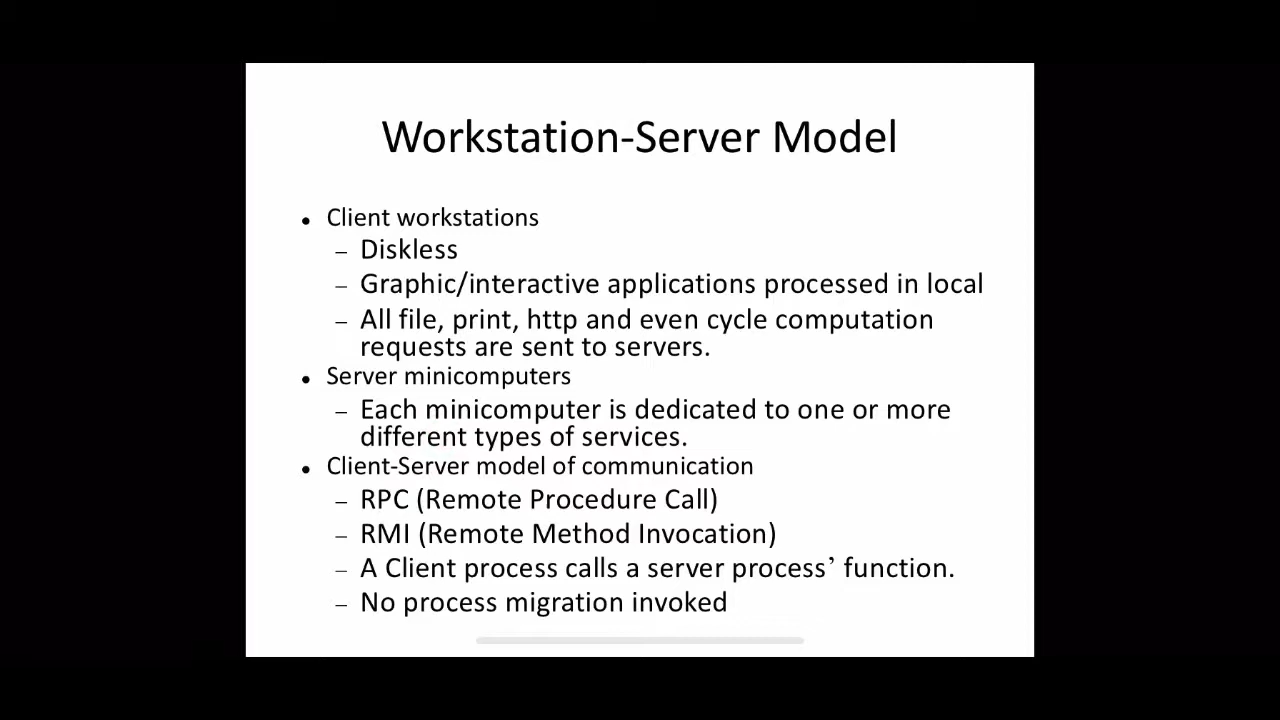 Workstation-Server Model
● Client workstations
– Diskless
– Graphic/interactive applications processed in local
– All file, print, http and even cycle computation
requests are sent to servers.
● Server minicomputers
– Each minicomputer is dedicated to one or more
different types of services.
● Client-Server model of communication
– RPC (Remote Procedure Call)
– RMI (Remote Method Invocation)
– A Client process calls a server process’ function.
– No process migration invoked